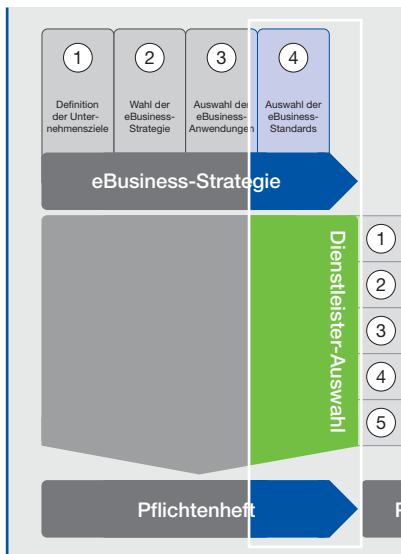 1
2
3
4
Definition
der Unter-
nehmensziele
Wahl der
eBusiness-
Strategie
Auswahl der
eBusiness-
Anwendungen
Auswahl der
eBusiness-
Standards
eBusiness-Strategie
Dienstleister-Auswahl
1
2
3
4
5
Pflichtenheft